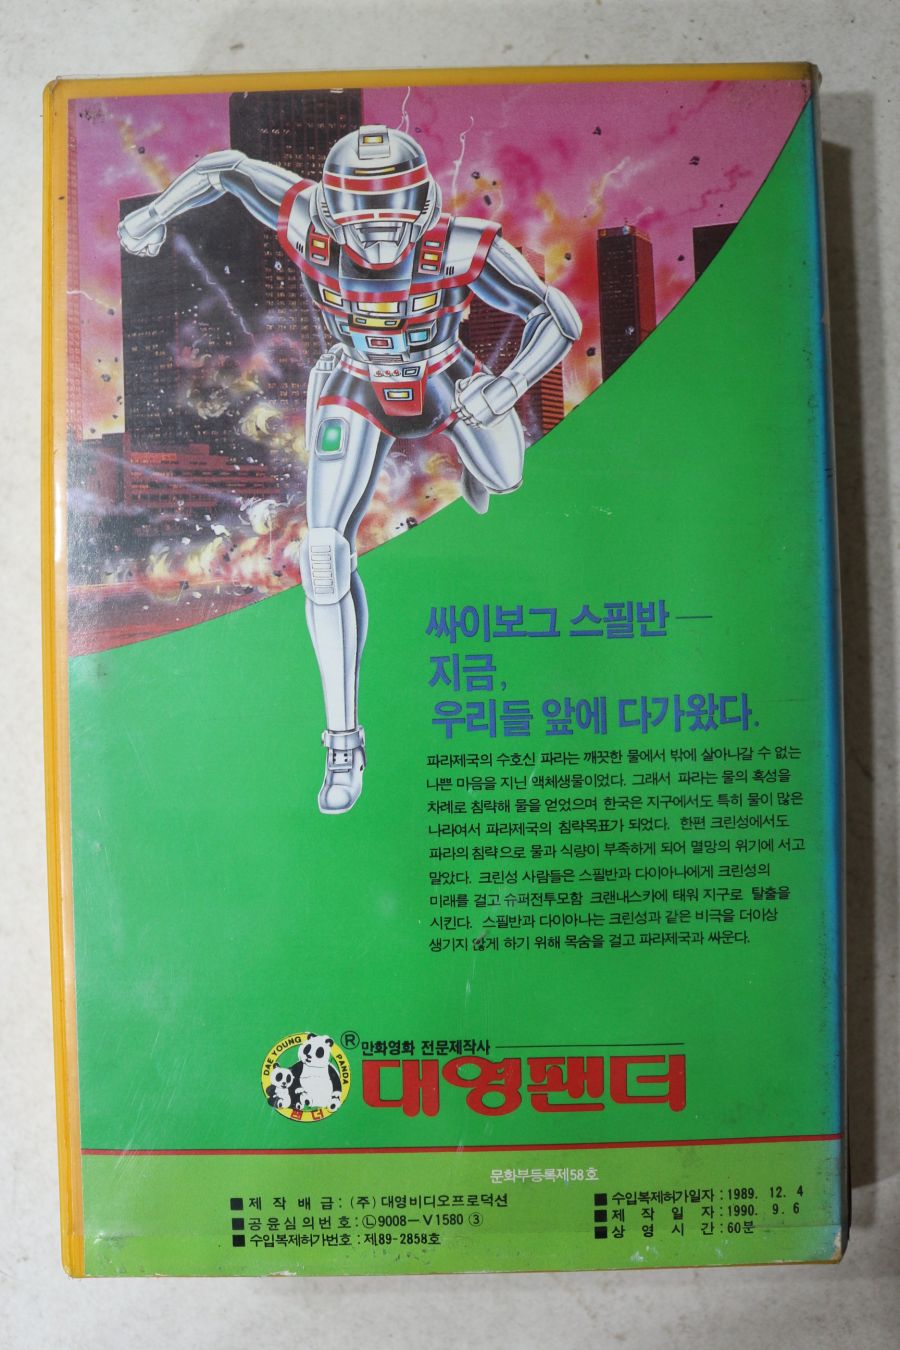 싸이보그 스필반—
지금,
우리들 앞에 다가왔다.
파라제국의 수호신 파라는 깨끗한 물에서 밖에 살아나갈 수 없는
나쁜 마음을 지닌 액체생물이었다. 그래서 파라는 물의 혹성을
차례로 침략해 물을 얻었으며 한국은 지구에서도 특히 물이 많은
나라여서 파라제국의 침략목표가 되었다. 한편 크린성에서도
파라의 침략으로 물과 식량이 부족하게 되어 멸망의 위기에 서고
말았다. 크린성 사람들은 스필반과 다이아나에게 크린성의
미래를 걸고 슈퍼전투모함 크랜내스카에 태워 지구로 탈출을
시킨다. 스필반과 다이아나는 크린성과 같은 비극을 더이상
생기지 않게 하기 위해 목숨을 걸고 파라제국과 싸운다.
DAE YOUNG PANDA
팬더
® 만화영화 전문제작사
대영팬더
문화부등록제58호
■ 제작배급 : (주) 대영비디오프로덕션
■ 공윤심의번호 : Ⓛ9008-V1580 ③
■ 수입복제허가번호 : 제89-2858호
■ 수입복제허가일자 : 1989. 12. 4
■ 제작일자 : 1990. 9. 6
■ 상영시간 : 60분